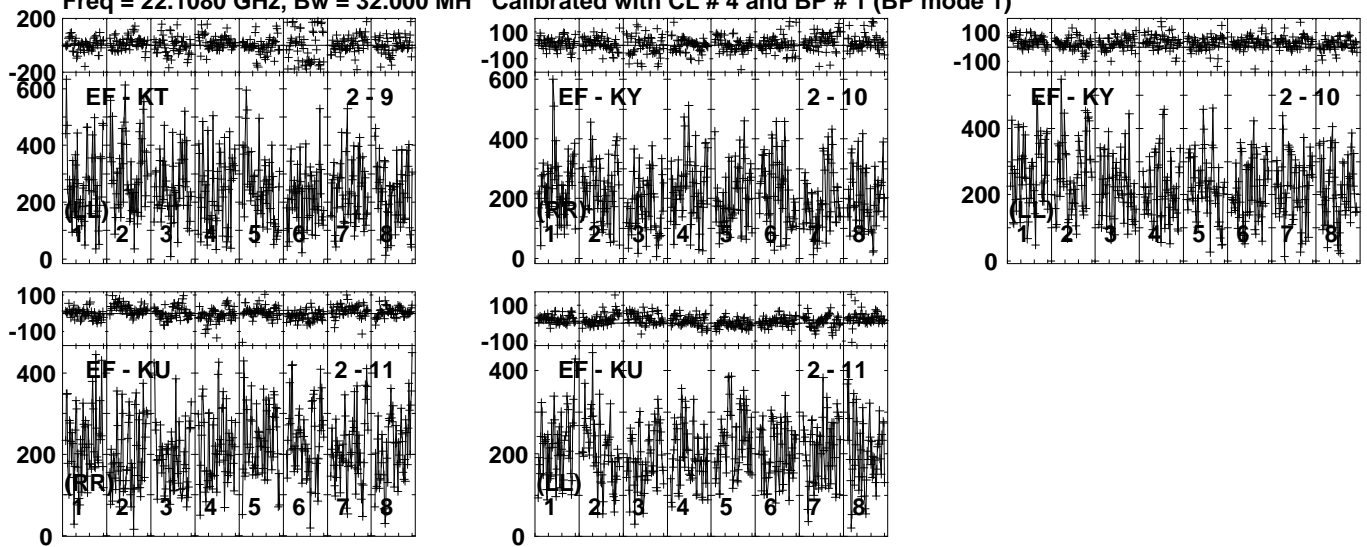 Freq = 22.1080 GHz, Bw = 32.000 MH Calibrated with CL # 4 and BP # 1 (BP mode 1)
200
-200
600
400
200
0
EF - KT 2 - 9
(LL)
1 2 3 4 5 6 7 8
100
-100
600
400
200
0
EF - KY 2 - 10
(RR)
1 2 3 4 5 6 7 8
100
-100
400
200
0
EF - KY 2 - 10
(LL)
1 2 3 4 5 6 7 8
100
-100
400
200
0
EF - KU 2 - 11
(RR)
1 2 3 4 5 6 7 8
100
-100
400
200
0
EF - KU 2 - 11
(LL)
1 2 3 4 5 6 7 8